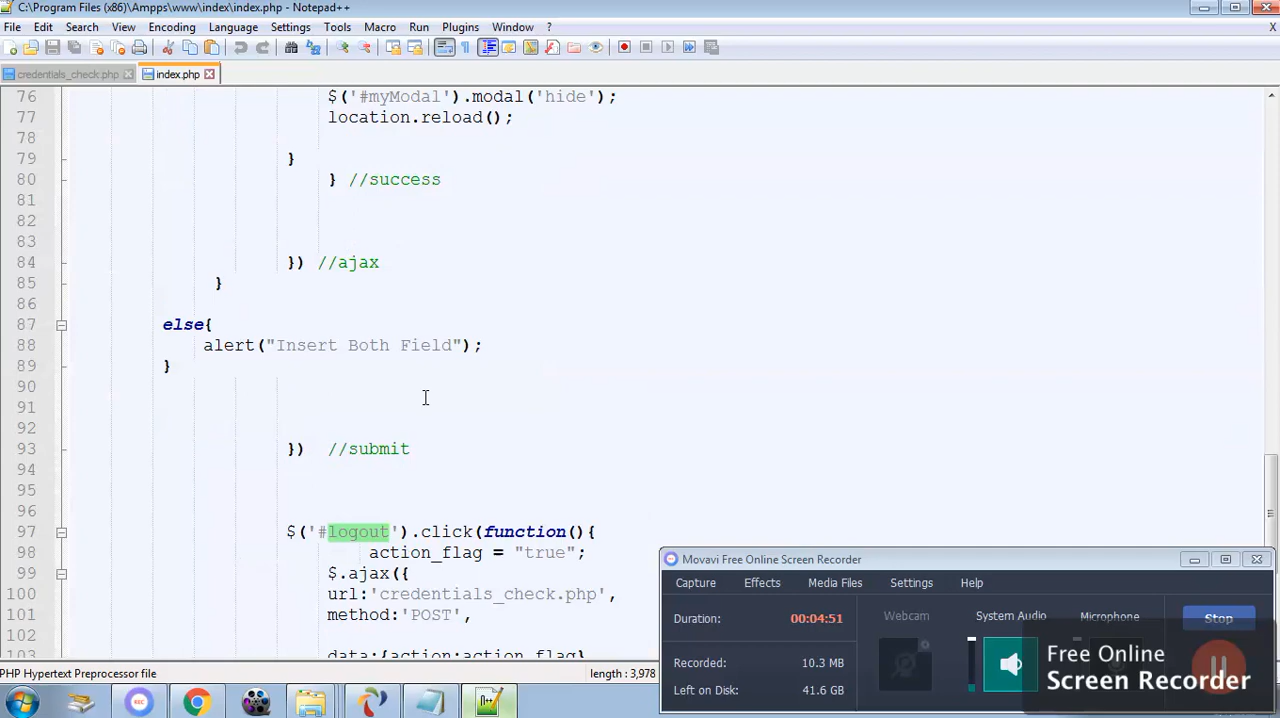 C:\Program Files (x86)\Ampps\www\index\index.php - Notepad++
File Edit Search View Encoding Language Settings Tools Macro Run Plugins Window ? X
credentials_check.php index.php
76 $('#myModal').modal('hide');
77 location.reload();
78
79 }
80 } //success
81
82
83
84 }) //ajax
85 }
86
87 else{
88 alert("Insert Both Field");
89 }
90
91
92
93 }) //submit
94
95
96
97 $('#logout').click(function(){
98 action_flag = "true";
99 $.ajax({
100 url:'credentials_check.php',
101 method:'POST',
102
103 data:{action:action_flag}
PHP Hypertext Preprocessor file length : 3,978
Movavi Free Online Screen Recorder
Capture Effects Media Files Settings Help
Duration: 00:04:51 Webcam System Audio Microphone Stop
Recorded: 10.3 MB
Left on Disk: 41.6 GB
Free Online
Screen Recorder
REC